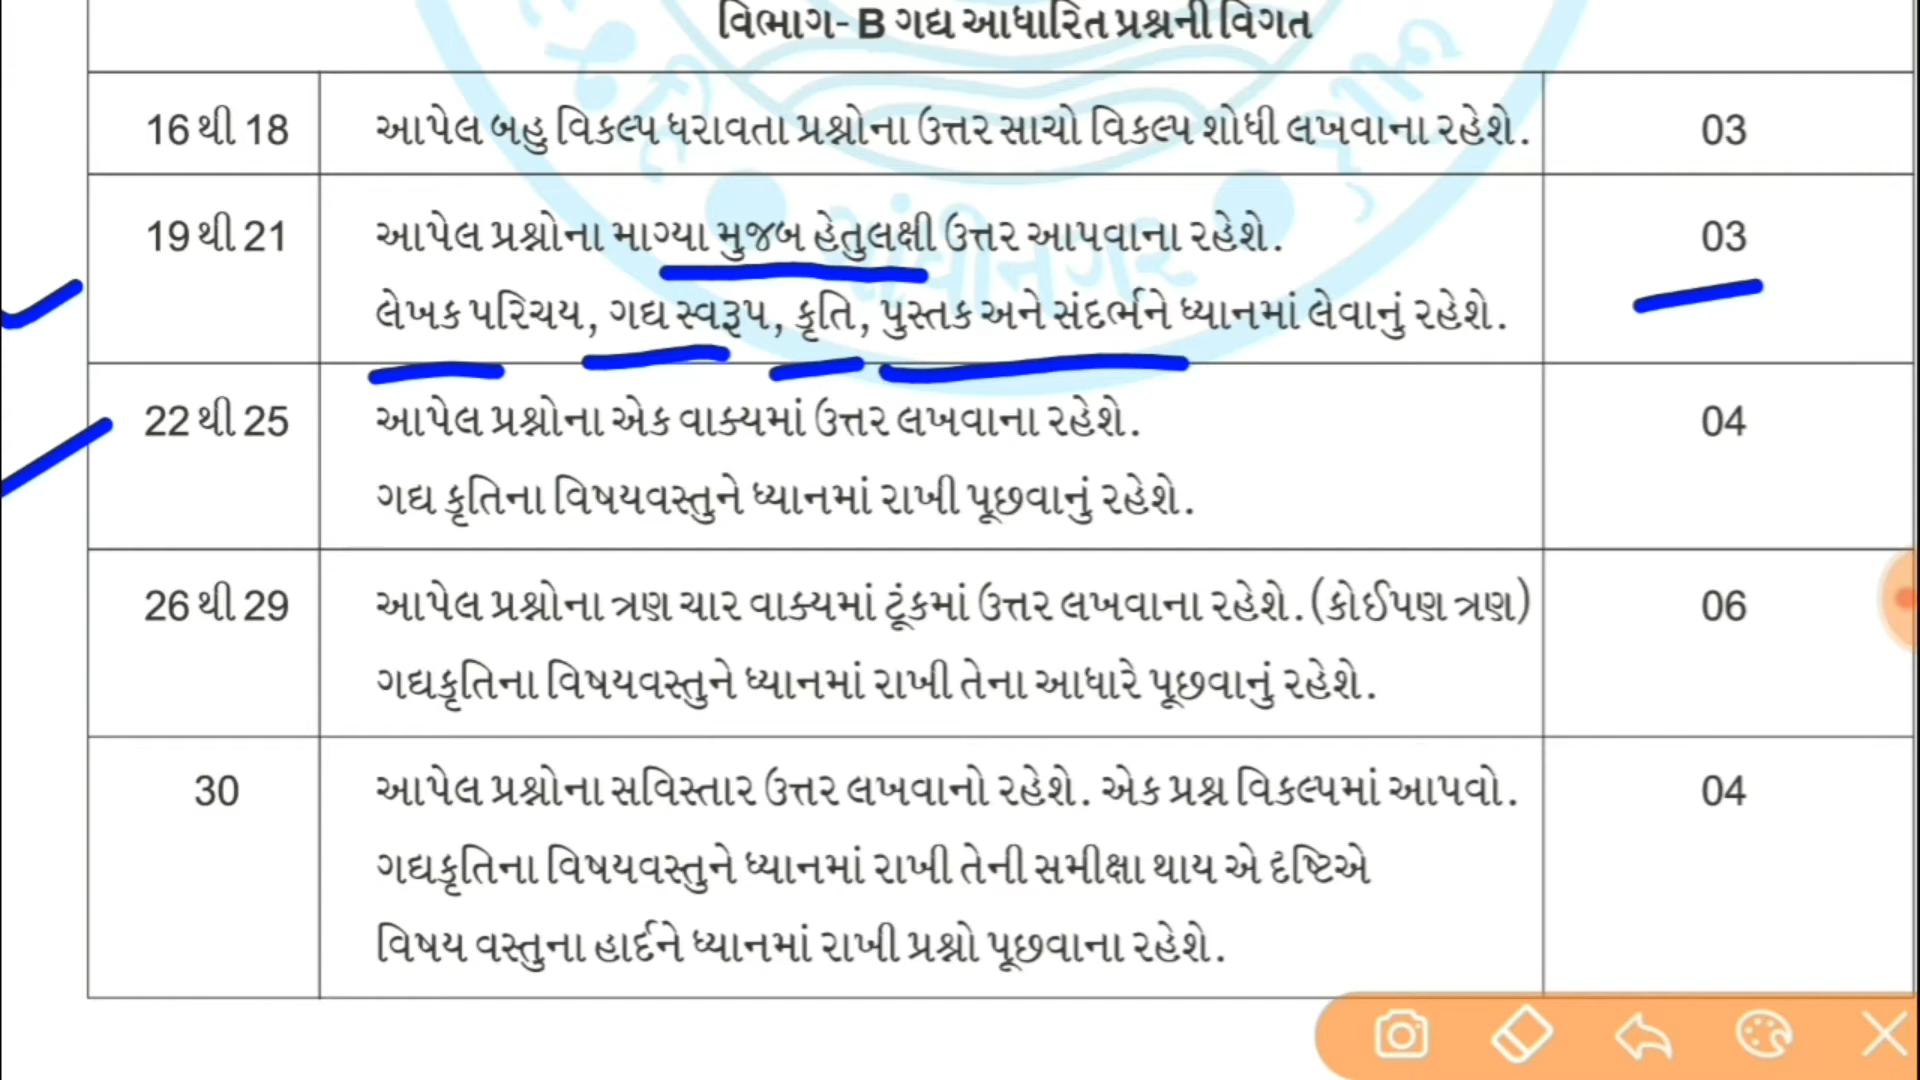 વિભાગ- B ગદ્ય આધારિત પ્રશ્નની વિગત
16 થી 18 આપેલ બહુ વિકલ્પ ધરાવતા પ્રશ્નોના ઉત્તર સાચો વિકલ્પ શોધી લખવાના રહેશે. 03
19 થી 21 આપેલ પ્રશ્નોના માગ્યા મુજબ હેતુલક્ષી ઉત્તર આપવાના રહેશે. 03
લેખક પરિચય, ગદ્ય સ્વરૂપ, કૃતિ, પુસ્તક અને સંદર્ભને ધ્યાનમાં લેવાનું રહેશે.
22 થી 25 આપેલ પ્રશ્નોના એક વાક્યમાં ઉત્તર લખવાના રહેશે. 04
ગદ્ય કૃતિના વિષયવસ્તુને ધ્યાનમાં રાખી પૂછવાનું રહેશે.
26 થી 29 આપેલ પ્રશ્નોના ત્રણ ચાર વાક્યમાં ટૂંકમાં ઉત્તર લખવાના રહેશે. (કોઈપણ ત્રણ) 06
ગદ્યકૃતિના વિષયવસ્તુને ધ્યાનમાં રાખી તેના આધારે પૂછવાનું રહેશે.
30 આપેલ પ્રશ્નોના સવિસ્તાર ઉત્તર લખવાનો રહેશે. એક પ્રશ્ન વિકલ્પમાં આપવો. 04
ગદ્યકૃતિના વિષયવસ્તુને ધ્યાનમાં રાખી તેની સમીક્ષા થાય એ દૃષ્ટિએ
વિષય વસ્તુના હાર્દને ધ્યાનમાં રાખી પ્રશ્નો પૂછવાના રહેશે.
ગાંધીનગર